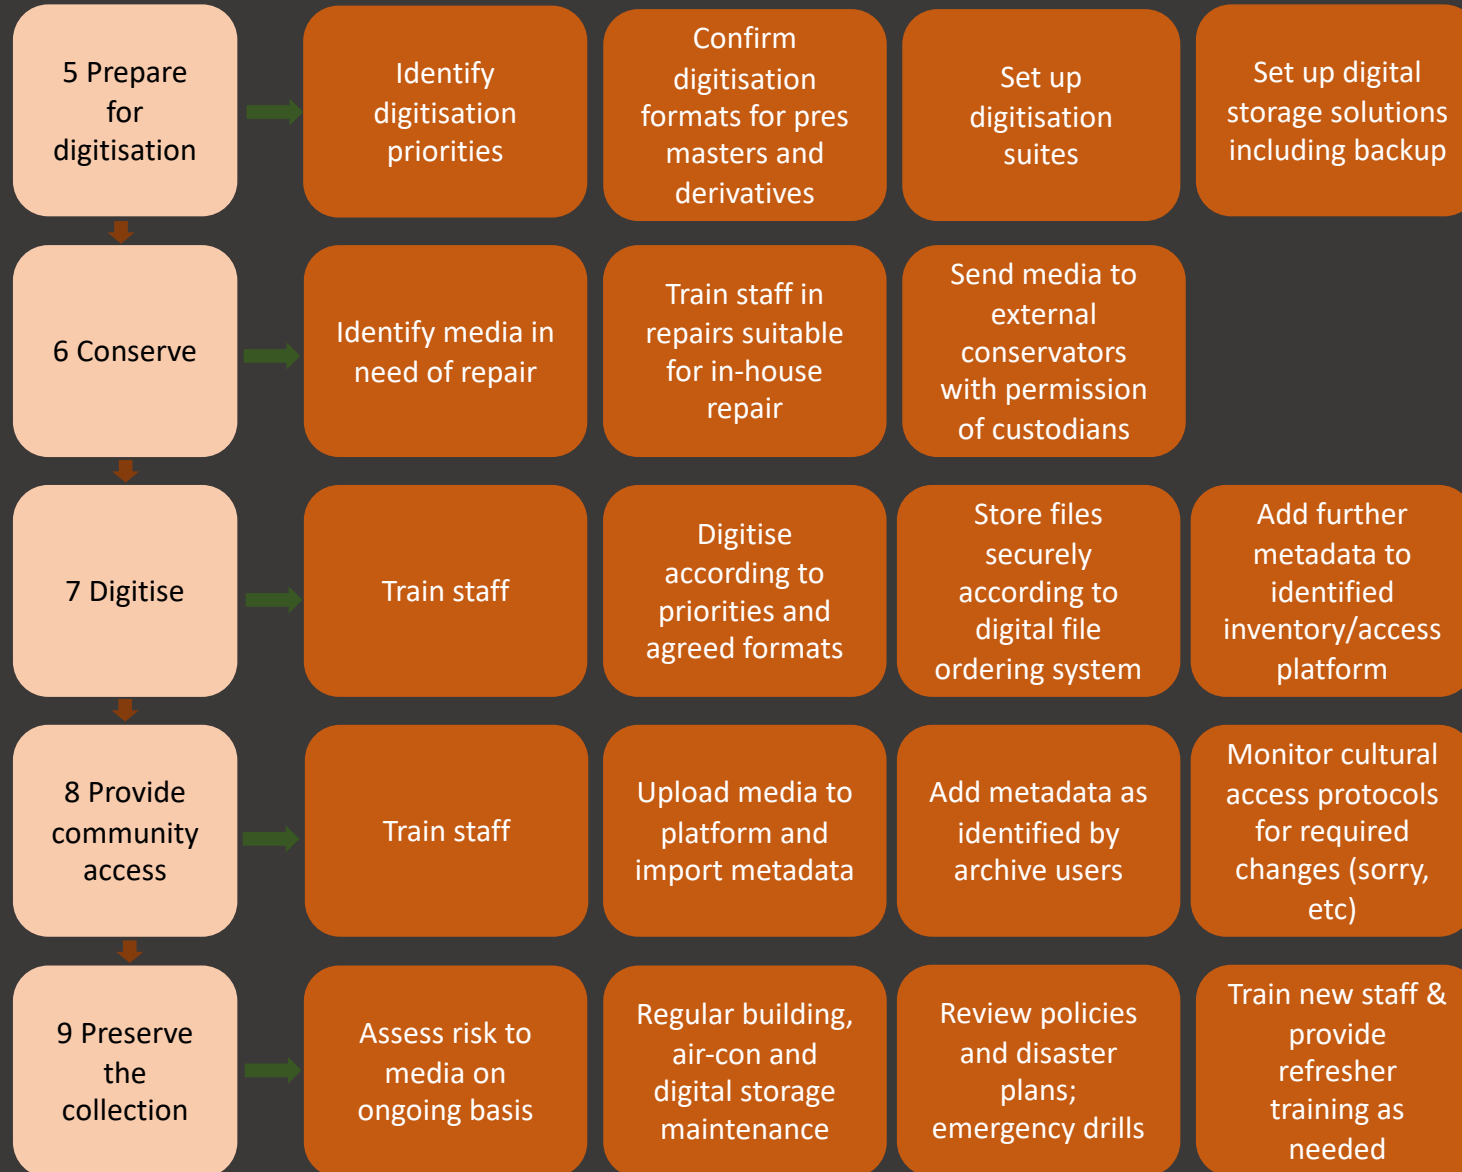 5 Prepare
for
digitisation
Identify
digitisation
priorities
Confirm
digitisation
formats for pres
masters and
derivatives
Set up
digitisation
suites
Set up digital
storage solutions
including backup
6 Conserve
Identify media in
need of repair
Train staff in
repairs suitable
for in-house
repair
Send media to
external
conservators
with permission
of custodians
7 Digitise
Train staff
Digitise
according to
priorities and
agreed formats
Store files
securely
according to
digital file
ordering system
Add further
metadata to
identified
inventory/access
platform
8 Provide
community
access
Train staff
Upload media to
platform and
import metadata
Add metadata as
identified by
archive users
Monitor cultural
access protocols
for required
changes (sorry,
etc)
9 Preserve
the
collection
Assess risk to
media on
ongoing basis
Regular building,
air-con and
digital storage
maintenance
Review policies
and disaster
plans;
emergency drills
Train new staff &
provide
refresher
training as
needed